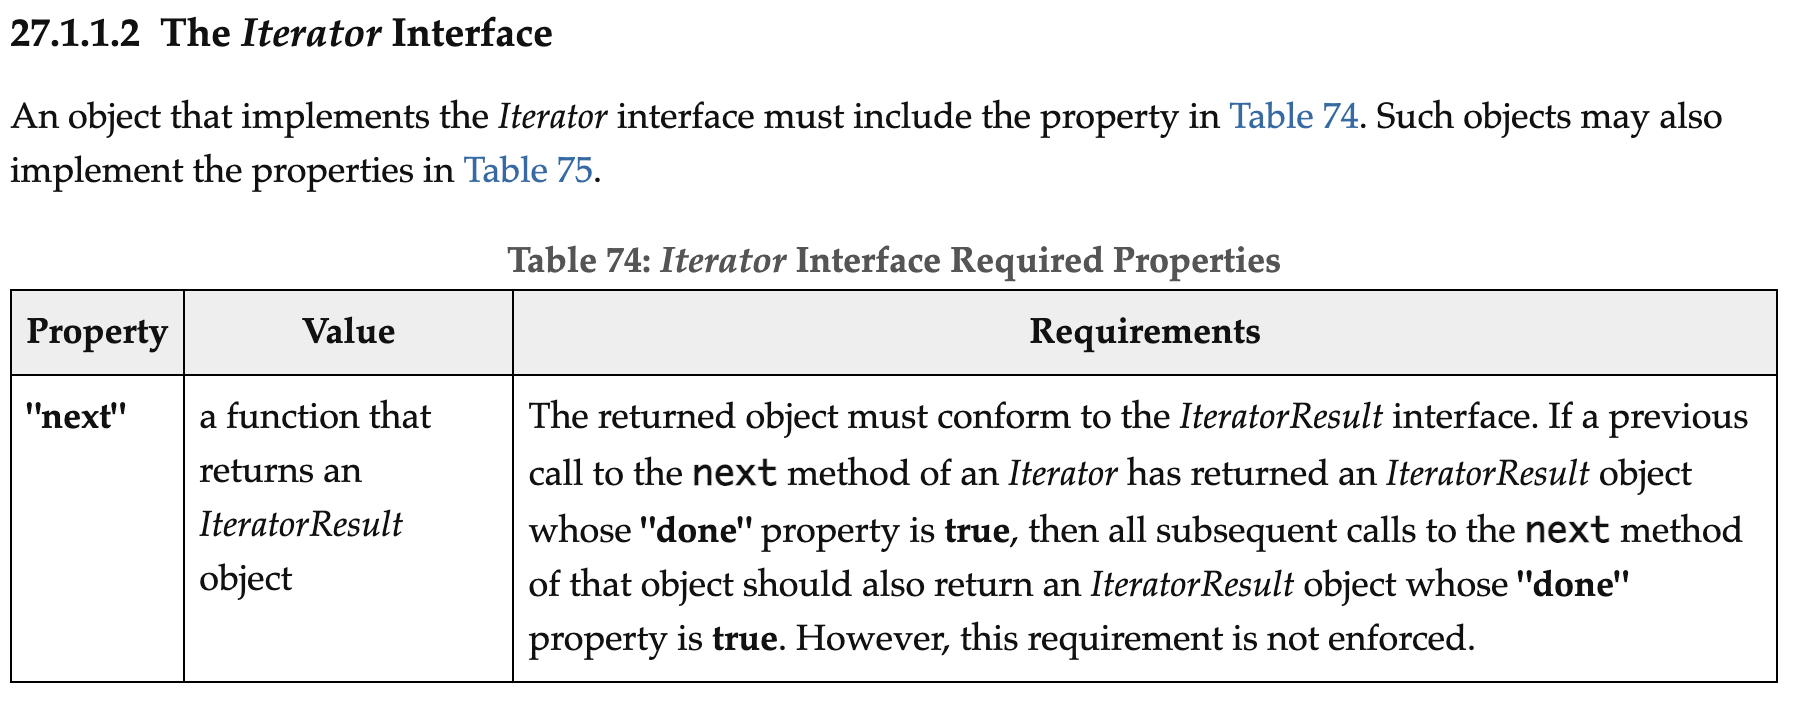 27.1.1.2 The Iterator Interface
An object that implements the Iterator interface must include the property in Table 74. Such objects may also
implement the properties in Table 75.
Table 74: Iterator Interface Required Properties
Property Value Requirements
"next"
a function that
returns an
IteratorResult
object
The returned object must conform to the IteratorResult interface. If a previous
call to the next method of an Iterator has returned an IteratorResult object
whose "done" property is true, then all subsequent calls to the next method
of that object should also return an IteratorResult object whose "done"
property is true. However, this requirement is not enforced.